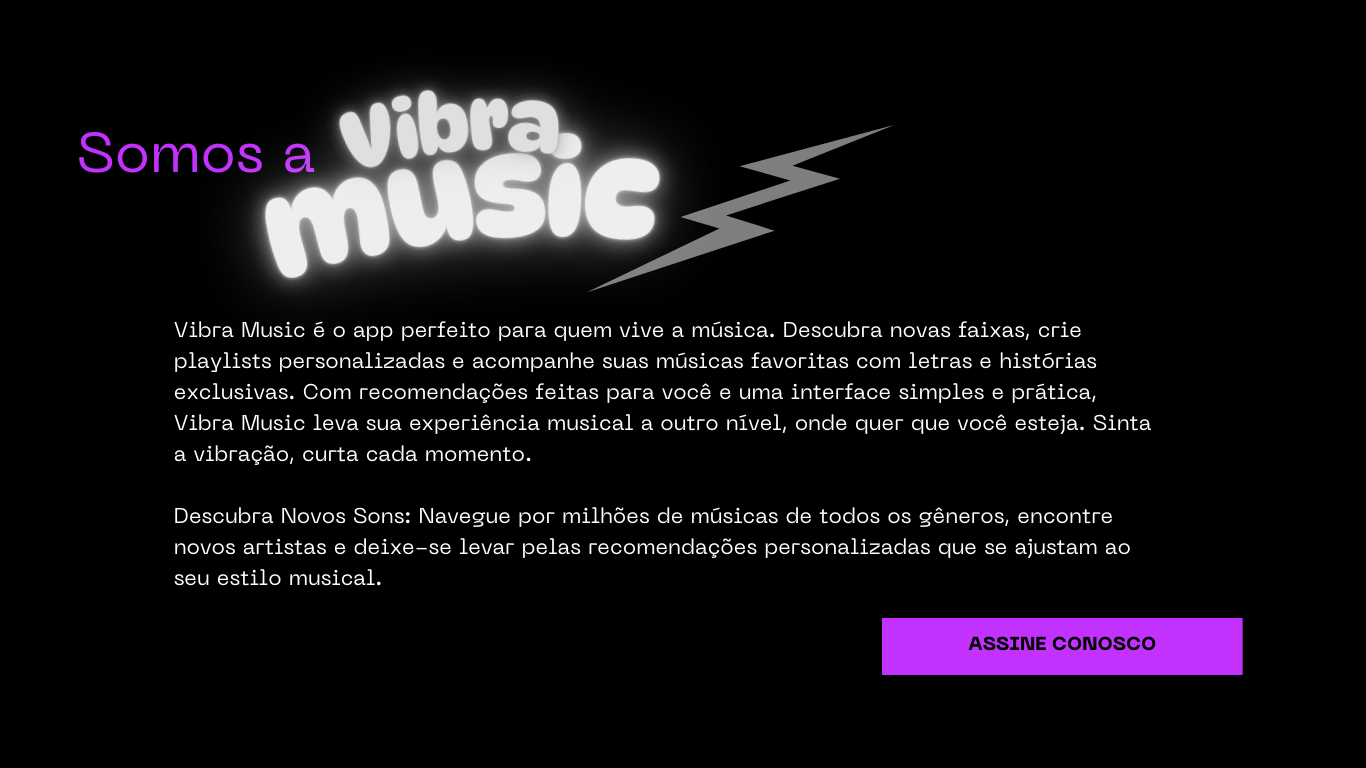 Somos a
Vibra
music
Vibra Music é o app perfeito para quem vive a música. Descubra novas faixas, crie
playlists personalizadas e acompanhe suas músicas favoritas com letras e histórias
exclusivas. Com recomendações feitas para você e uma interface simples e prática,
Vibra Music leva sua experiência musical a outro nível, onde quer que você esteja. Sinta
a vibração, curta cada momento.
Descubra Novos Sons: Navegue por milhões de músicas de todos os gêneros, encontre
novos artistas e deixe-se levar pelas recomendações personalizadas que se ajustam ao
seu estilo musical.
ASSINE CONOSCO